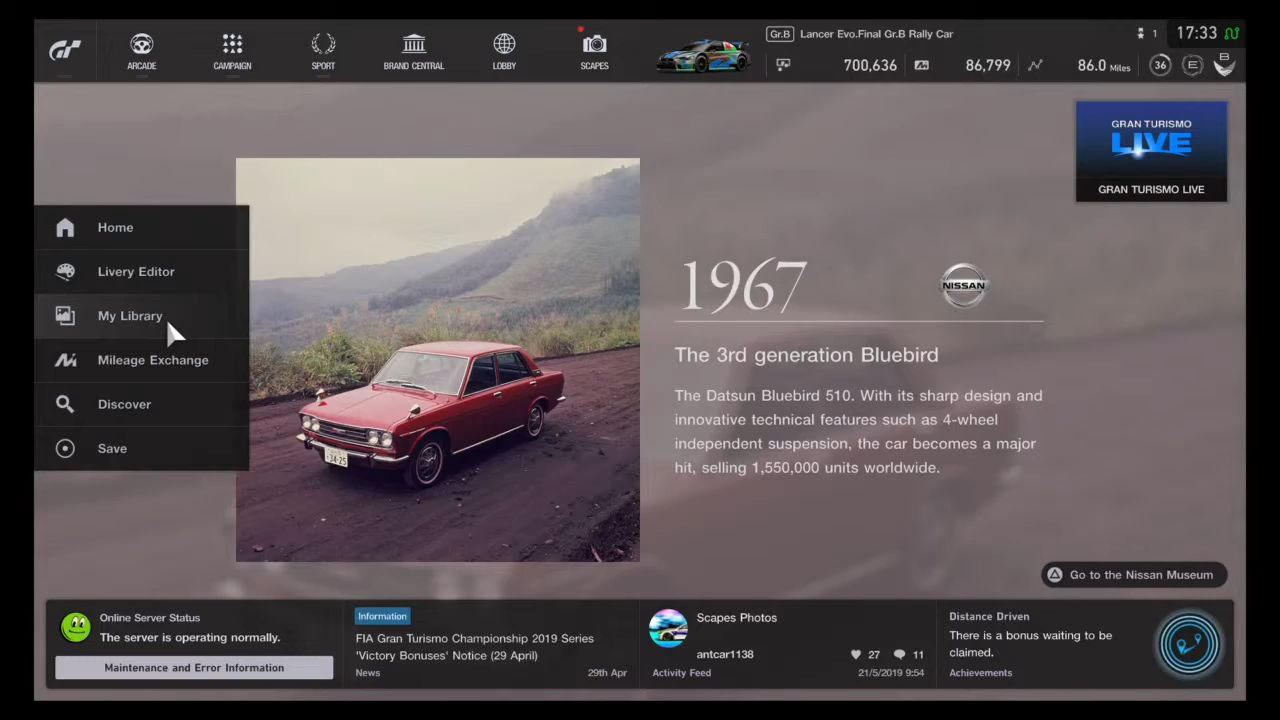 GT
ARCADE
CAMPAIGN
SPORT
BRAND CENTRAL
LOBBY
SCAPES
Gr.B Lancer Evo.Final Gr.B Rally Car
1
17:33
700,636
86,799
86.0 Miles
36
E
B
GRAN TURISMO
LIVE
GRAN TURISMO LIVE
Home
Livery Editor
My Library
Mileage Exchange
Discover
Save
1967
NISSAN
The 3rd generation Bluebird
The Datsun Bluebird 510. With its sharp design and
innovative technical features such as 4-wheel
independent suspension, the car becomes a major
hit, selling 1,550,000 units worldwide.
Go to the Nissan Museum
Online Server Status
The server is operating normally.
Maintenance and Error Information
Information
FIA Gran Turismo Championship 2019 Series
'Victory Bonuses' Notice (29 April)
News
29th Apr
Scapes Photos
antcar1138
27
11
Activity Feed
21/5/2019 9:54
Distance Driven
There is a bonus waiting to be
claimed.
Achievements